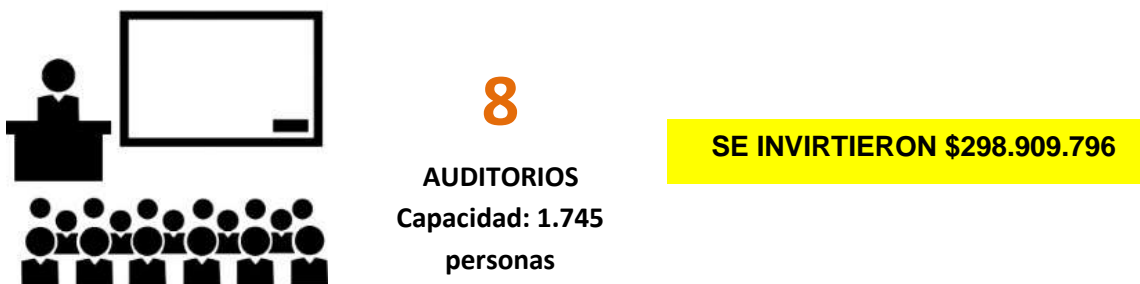 8
AUDITORIOS
Capacidad: 1.745
personas
SE INVIRTIERON $298.909.796